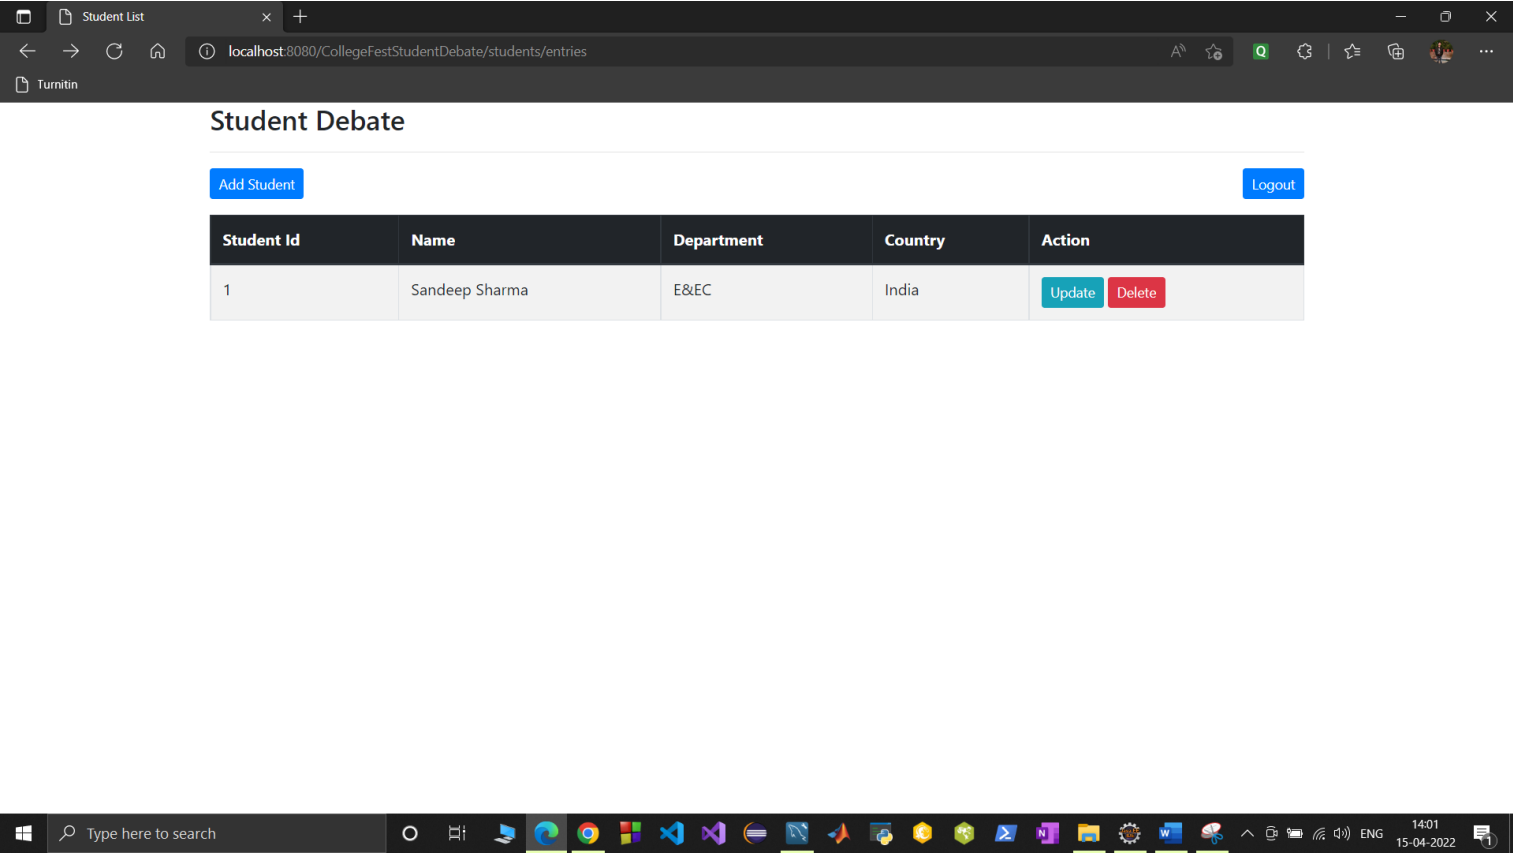 Student List
localhost:8080/CollegeFestStudentDebate/students/entries
Turnitin
Student Debate
Add Student
Logout
Student Id Name Department Country Action
1 Sandeep Sharma E&EC India Update Delete
Type here to search
ENG
14:01
15-04-2022
1